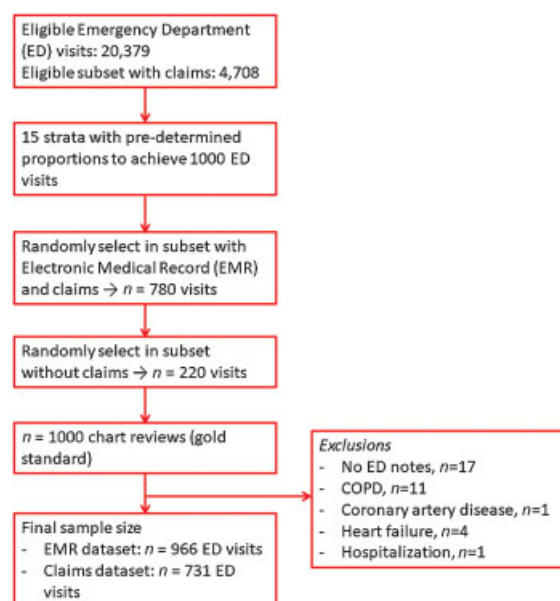 Eligible Emergency Department
(ED) visits: 20,379
Eligible subset with claims: 4,708
15 strata with pre-determined
proportions to achieve 1000 ED
visits
Randomly select in subset with
Electronic Medical Record (EMR)
and claims → n = 780 visits
Randomly select in subset
without claims → n = 220 visits
n = 1000 chart reviews (gold
standard)
Exclusions
- No ED notes, n=17
- COPD, n=11
- Coronary artery disease, n=1
- Heart failure, n=4
- Hospitalization, n=1
Final sample size
- EMR dataset: n = 966 ED visits
- Claims dataset: n = 731 ED
visits